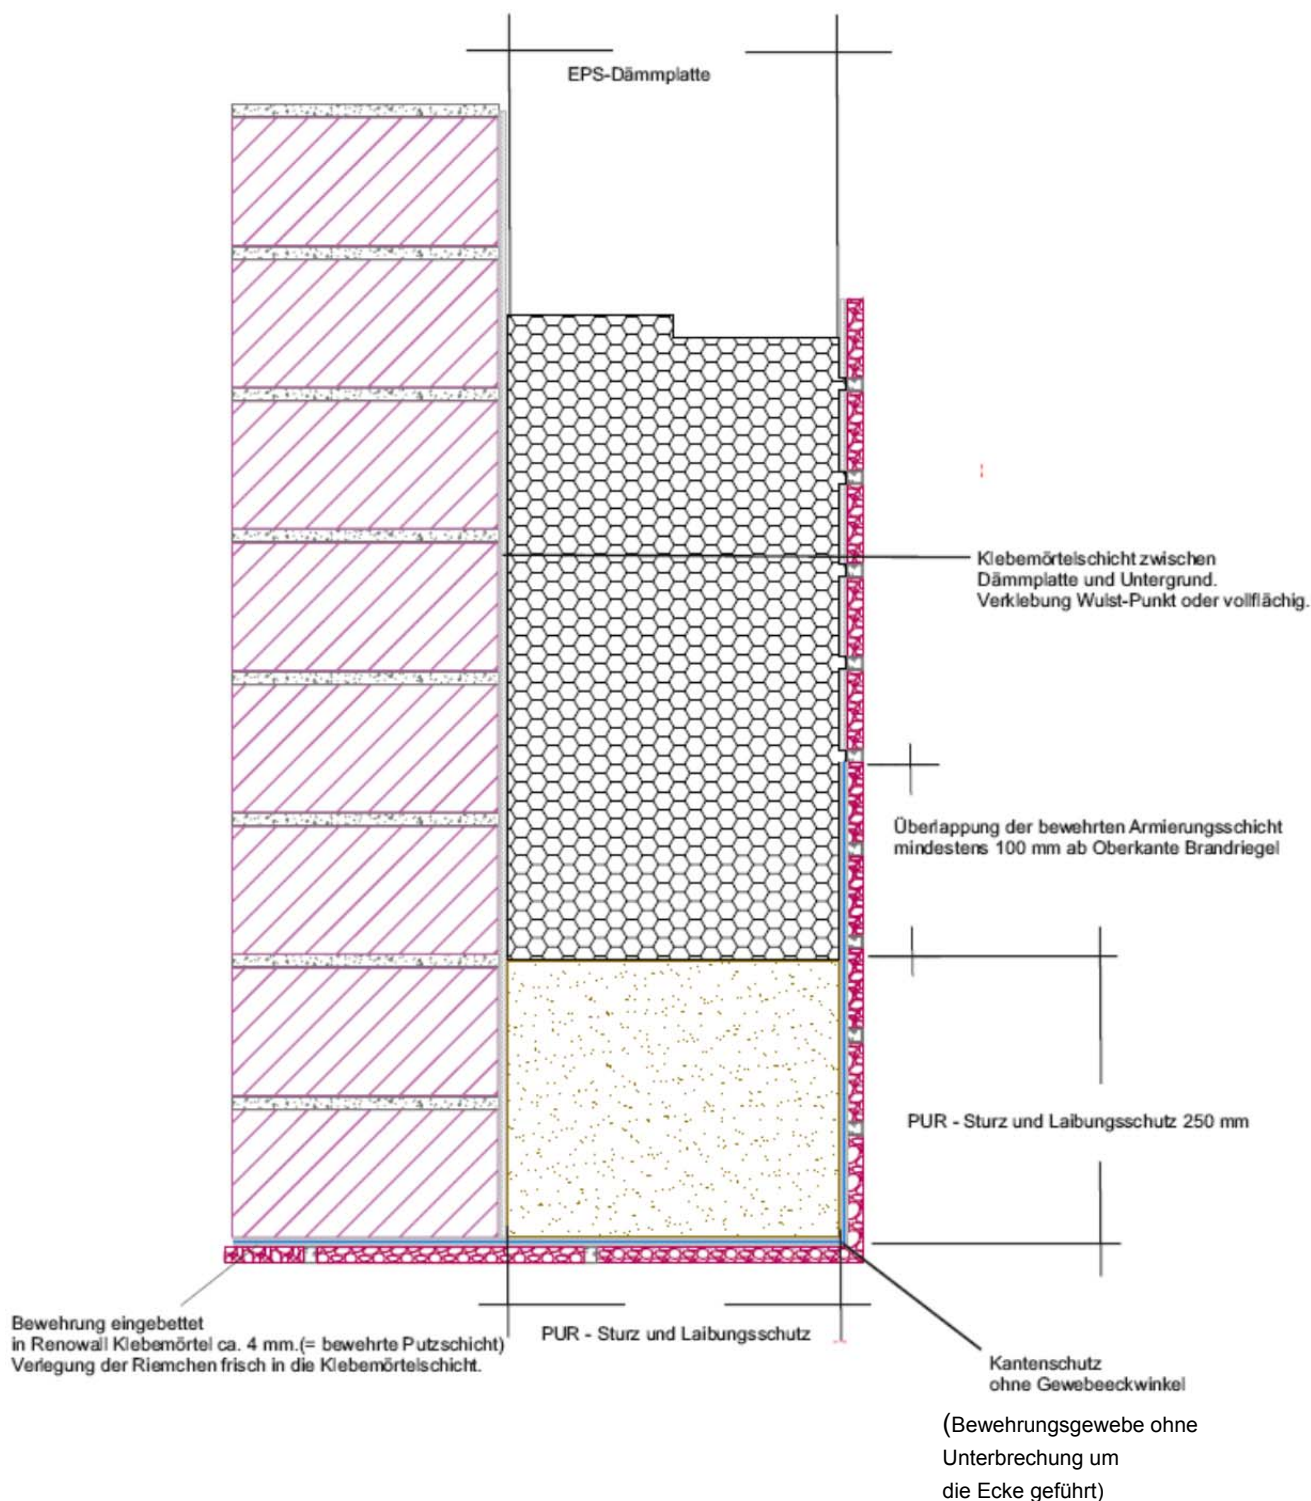 EPS-Dämmplatte
Klebemörtelschicht zwischen
Dämmplatte und Untergrund.
Verklebung Wulst-Punkt oder vollflächig.
Überlappung der bewehrten Armierungsschicht
mindestens 100 mm ab Oberkante Brandriegel
PUR - Sturz und Laibungsschutz 250 mm
Bewehrung eingebettet
in Renowall Klebemörtel ca. 4 mm.(= bewehrte Putzschicht)
Verlegung der Riemchen frisch in die Klebemörtelschicht.
PUR - Sturz und Laibungsschutz
Kantenschutz
ohne Gewebeeckwinkel
(Bewehrungsgewebe ohne
Unterbrechung um
die Ecke geführt)